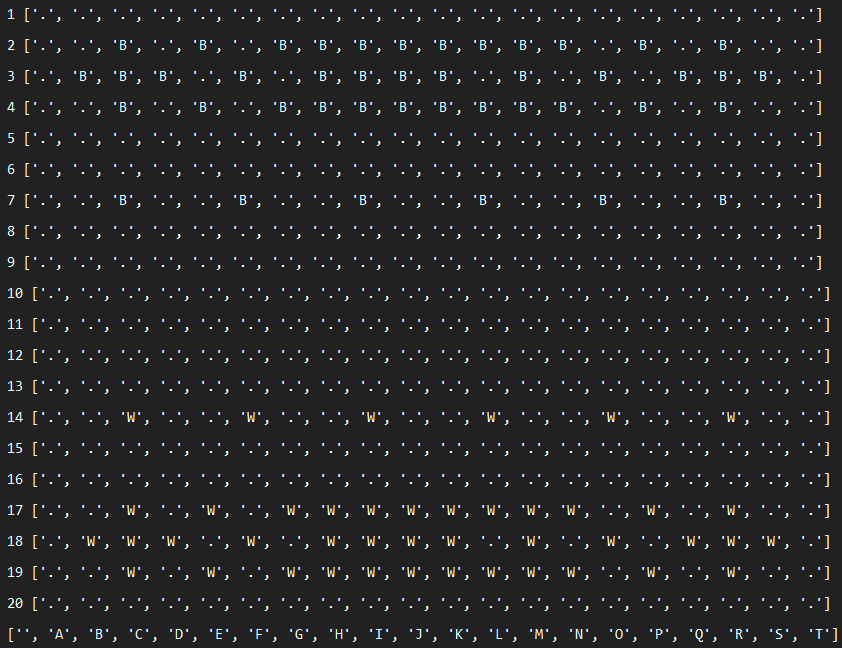 1 ['.', '.', '.', '.', '.', '.', '.', '.', '.', '.', '.', '.', '.', '.', '.', '.', '.', '.', '.', '.']
2 ['.', '.', 'B', '.', 'B', '.', 'B', 'B', 'B', 'B', 'B', 'B', 'B', 'B', '.', 'B', '.', 'B', '.', '.']
3 ['.', 'B', 'B', 'B', '.', 'B', '.', 'B', 'B', 'B', 'B', '.', 'B', '.', 'B', '.', 'B', 'B', 'B', '.']
4 ['.', '.', 'B', '.', 'B', '.', 'B', 'B', 'B', 'B', 'B', 'B', 'B', 'B', '.', 'B', '.', 'B', '.', '.']
5 ['.', '.', '.', '.', '.', '.', '.', '.', '.', '.', '.', '.', '.', '.', '.', '.', '.', '.', '.', '.']
6 ['.', '.', '.', '.', '.', '.', '.', '.', '.', '.', '.', '.', '.', '.', '.', '.', '.', '.', '.', '.']
7 ['.', '.', 'B', '.', '.', 'B', '.', '.', 'B', '.', '.', 'B', '.', '.', 'B', '.', '.', 'B', '.', '.']
8 ['.', '.', '.', '.', '.', '.', '.', '.', '.', '.', '.', '.', '.', '.', '.', '.', '.', '.', '.', '.']
9 ['.', '.', '.', '.', '.', '.', '.', '.', '.', '.', '.', '.', '.', '.', '.', '.', '.', '.', '.', '.']
10 ['.', '.', '.', '.', '.', '.', '.', '.', '.', '.', '.', '.', '.', '.', '.', '.', '.', '.', '.', '.']
11 ['.', '.', '.', '.', '.', '.', '.', '.', '.', '.', '.', '.', '.', '.', '.', '.', '.', '.', '.', '.']
12 ['.', '.', '.', '.', '.', '.', '.', '.', '.', '.', '.', '.', '.', '.', '.', '.', '.', '.', '.', '.']
13 ['.', '.', '.', '.', '.', '.', '.', '.', '.', '.', '.', '.', '.', '.', '.', '.', '.', '.', '.', '.']
14 ['.', '.', 'W', '.', '.', 'W', '.', '.', 'W', '.', '.', 'W', '.', '.', 'W', '.', '.', 'W', '.', '.']
15 ['.', '.', '.', '.', '.', '.', '.', '.', '.', '.', '.', '.', '.', '.', '.', '.', '.', '.', '.', '.']
16 ['.', '.', '.', '.', '.', '.', '.', '.', '.', '.', '.', '.', '.', '.', '.', '.', '.', '.', '.', '.']
17 ['.', '.', 'W', '.', 'W', '.', 'W', 'W', 'W', 'W', 'W', 'W', 'W', 'W', '.', 'W', '.', 'W', '.', '.']
18 ['.', 'W', 'W', 'W', '.', 'W', '.', 'W', 'W', 'W', 'W', '.', 'W', '.', 'W', '.', 'W', 'W', 'W', '.']
19 ['.', '.', 'W', '.', 'W', '.', 'W', 'W', 'W', 'W', 'W', 'W', 'W', 'W', '.', 'W', '.', 'W', '.', '.']
20 ['.', '.', '.', '.', '.', '.', '.', '.', '.', '.', '.', '.', '.', '.', '.', '.', '.', '.', '.', '.']
['', 'A', 'B', 'C', 'D', 'E', 'F', 'G', 'H', 'I', 'J', 'K', 'L', 'M', 'N', 'O', 'P', 'Q', 'R', 'S', 'T']